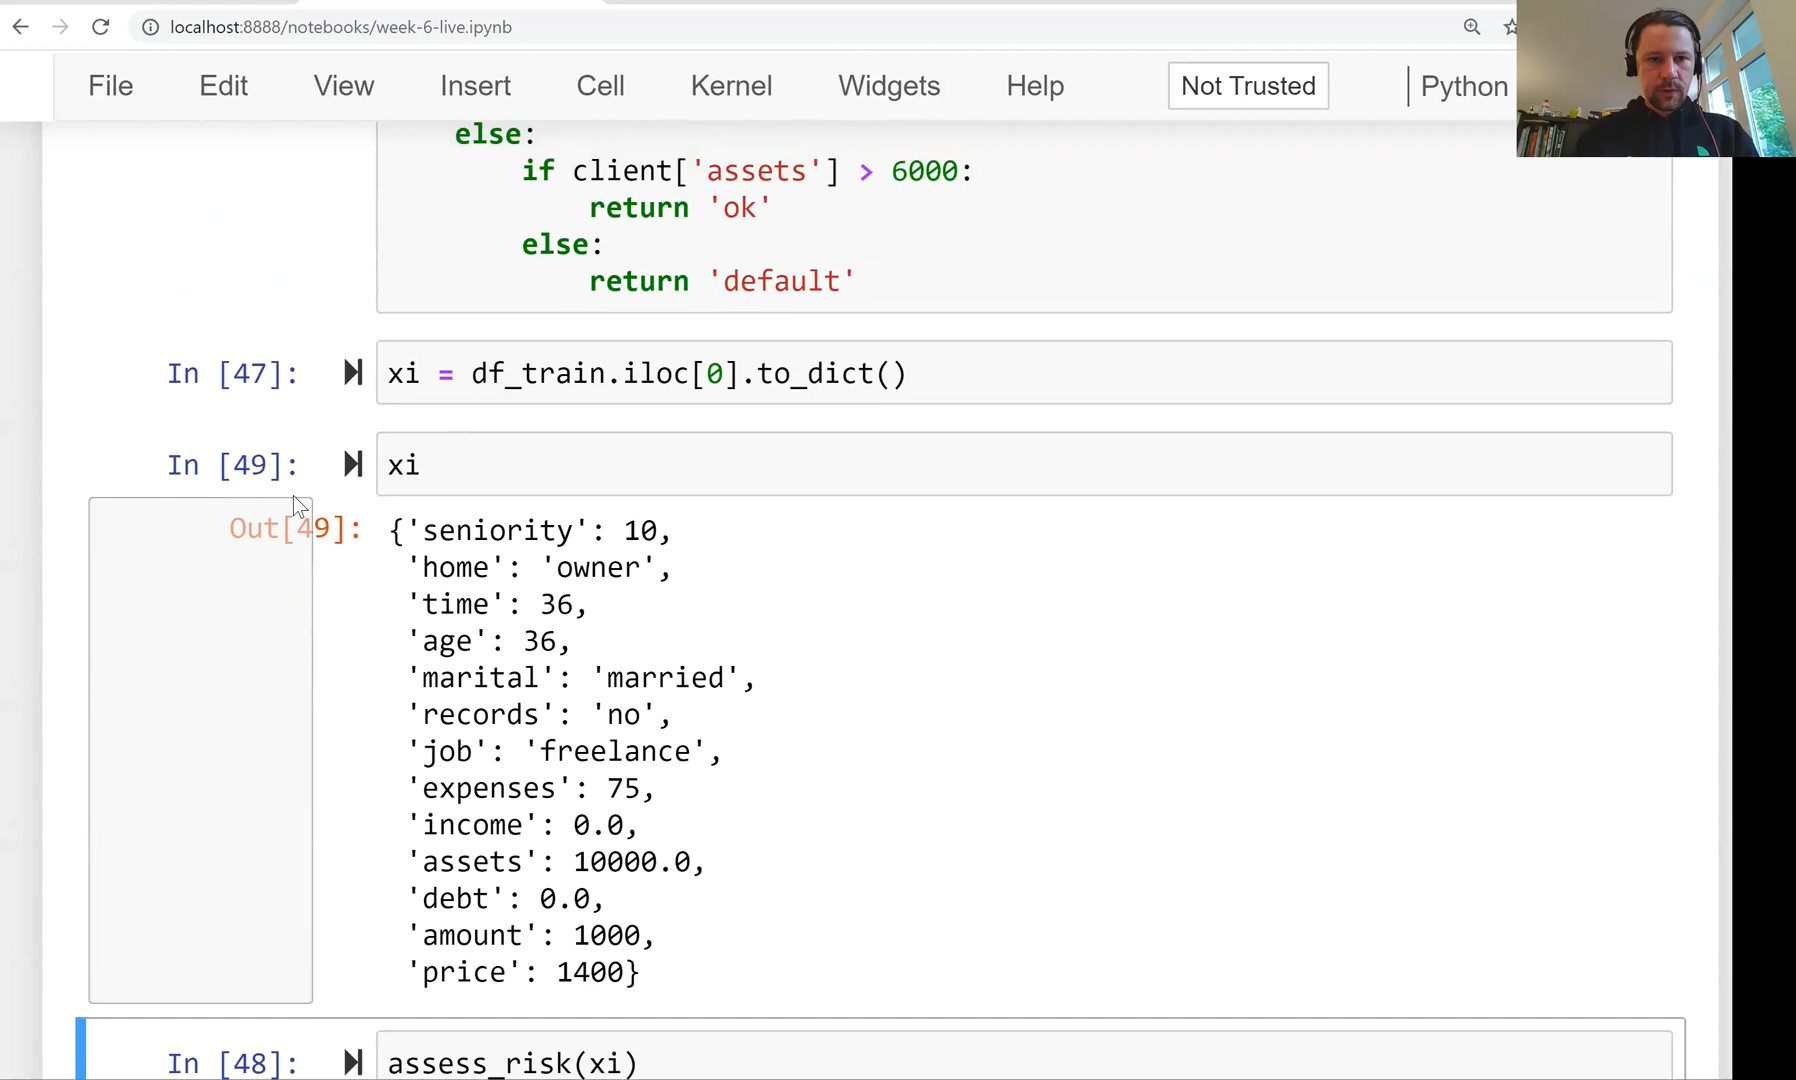 localhost:8888/notebooks/week-6-live.ipynb
File Edit View Insert Cell Kernel Widgets Help Not Trusted Python
else:
if client['assets'] > 6000:
return 'ok'
else:
return 'default'
In [47]: xi = df_train.iloc[0].to_dict()
In [49]: xi
Out[49]: {'seniority': 10,
'home': 'owner',
'time': 36,
'age': 36,
'marital': 'married',
'records': 'no',
'job': 'freelance',
'expenses': 75,
'income': 0.0,
'assets': 10000.0,
'debt': 0.0,
'amount': 1000,
'price': 1400}
In [48]: assess_risk(xi)